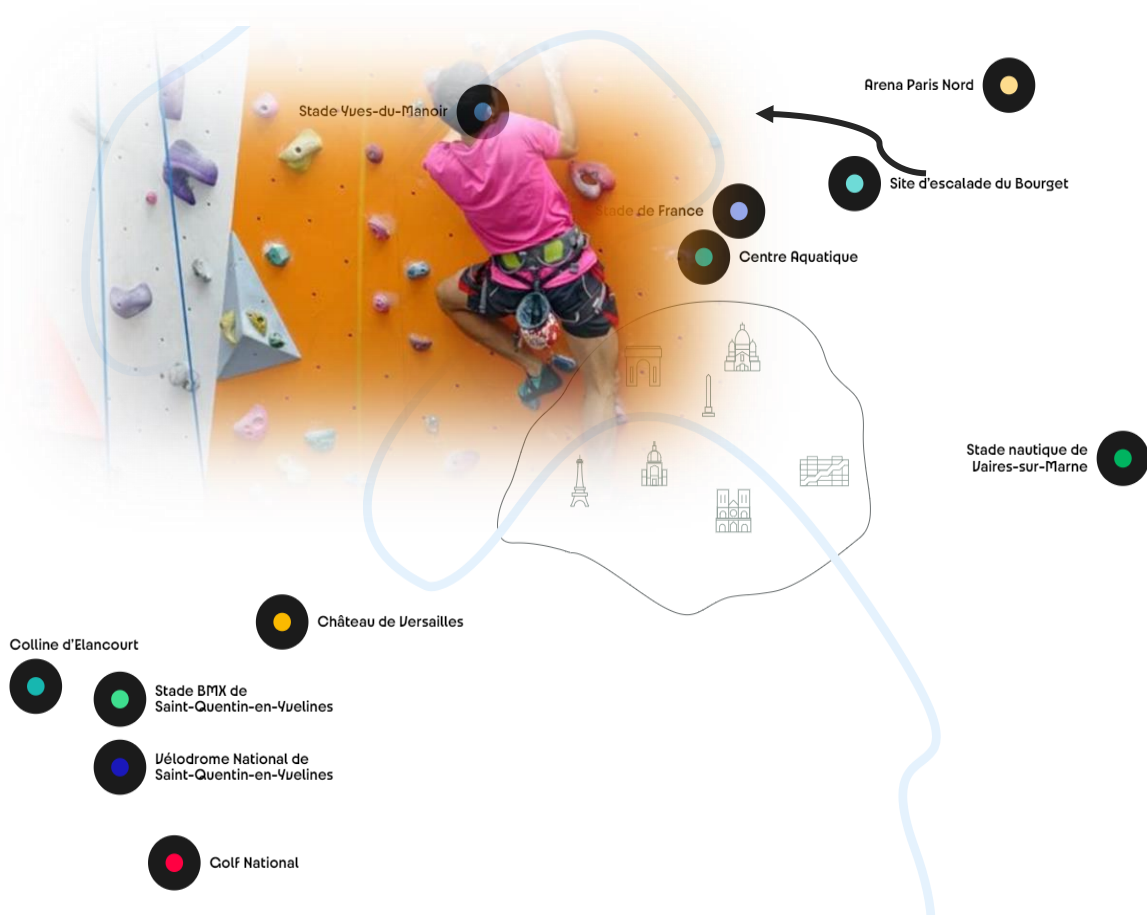 Arena Paris Nord
Stade Yves-du-Manoir
Site d'escalade du Bourget
Stade de France
Centre Aquatique
Stade nautique de
Vaires-sur-Marne
Château de Versailles
Colline d'Elancourt
Stade BMX de
Saint-Quentin-en-Yvelines
Vélodrome National de
Saint-Quentin-en-Yvelines
Golf National